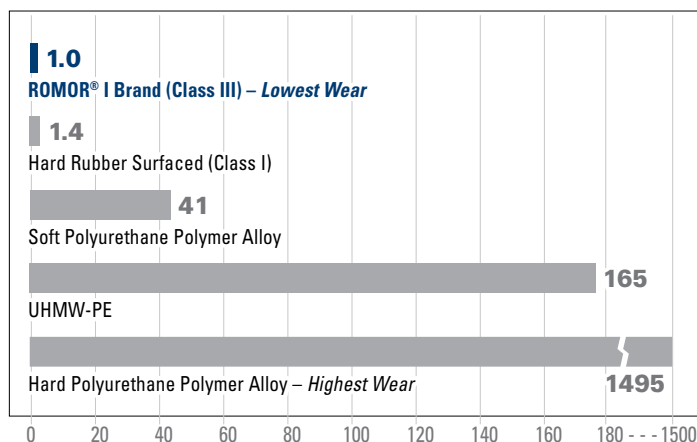 1.0
ROMOR® I Brand (Class III) – Lowest Wear
1.4
Hard Rubber Surfaced (Class I)
41
Soft Polyurethane Polymer Alloy
165
UHMW-PE
1495
Hard Polyurethane Polymer Alloy – Highest Wear
0 20 40 60 80 100 120 140 160 180 - - - 1500